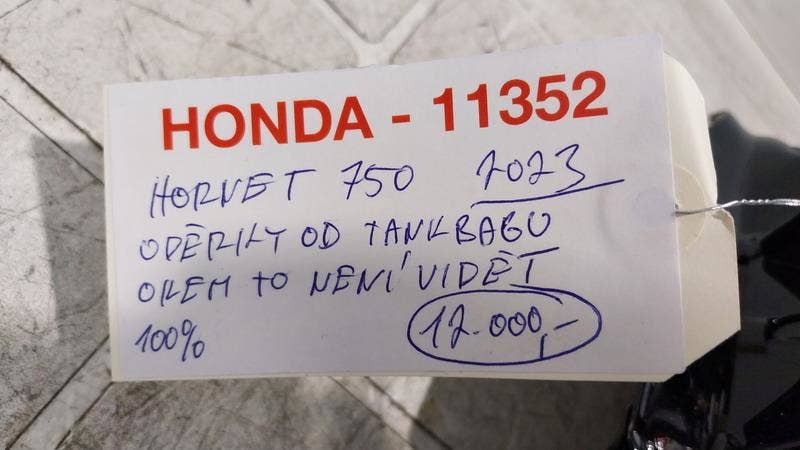 HONDA - 11352
HORNET 750 2023
ODĚRKY OD TANKBAGU
OKEM TO NENÍ VIDĚT
100% 12.000,-